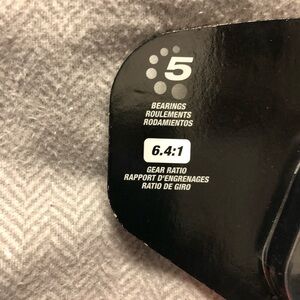 5
BEARINGS
ROULEMENTS
RODAMIENTOS
6.4:1
GEAR RATIO
RAPPORT D'ENGRENAGES
RATIO DE GIRO